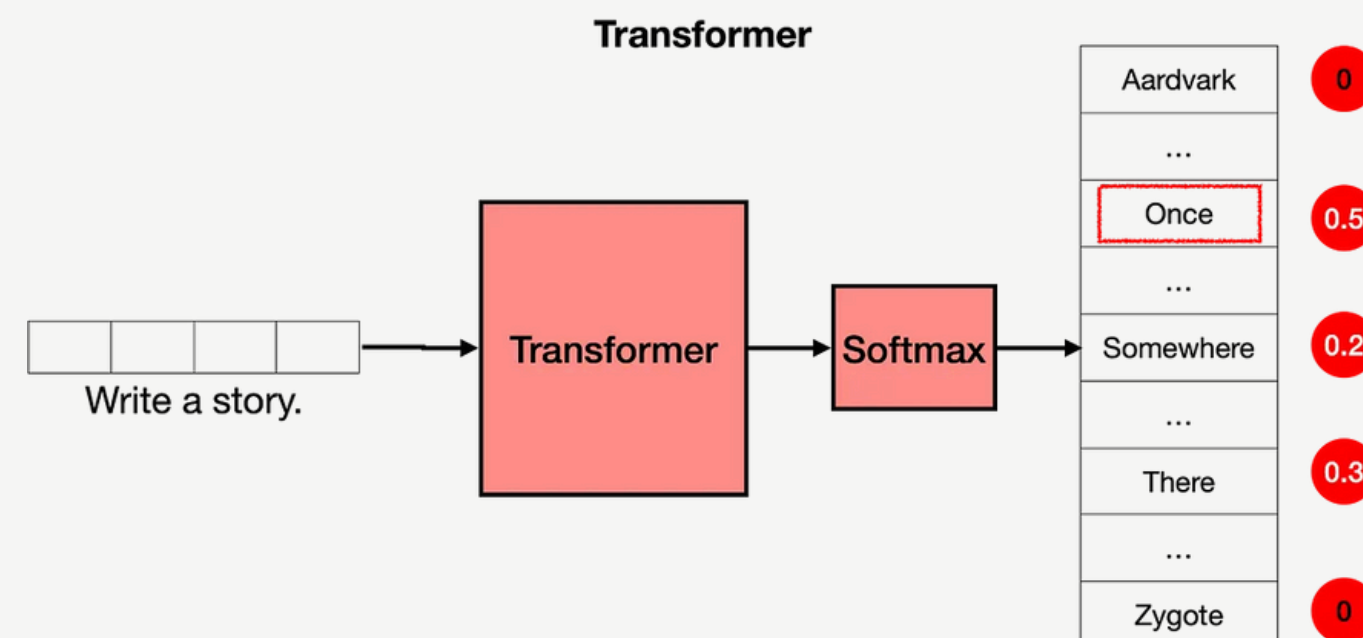 Transformer
Aardvark 0
...
Once 0.5
...
Write a story.
Transformer
Softmax
Somewhere 0.2
...
There 0.3
...
Zygote 0